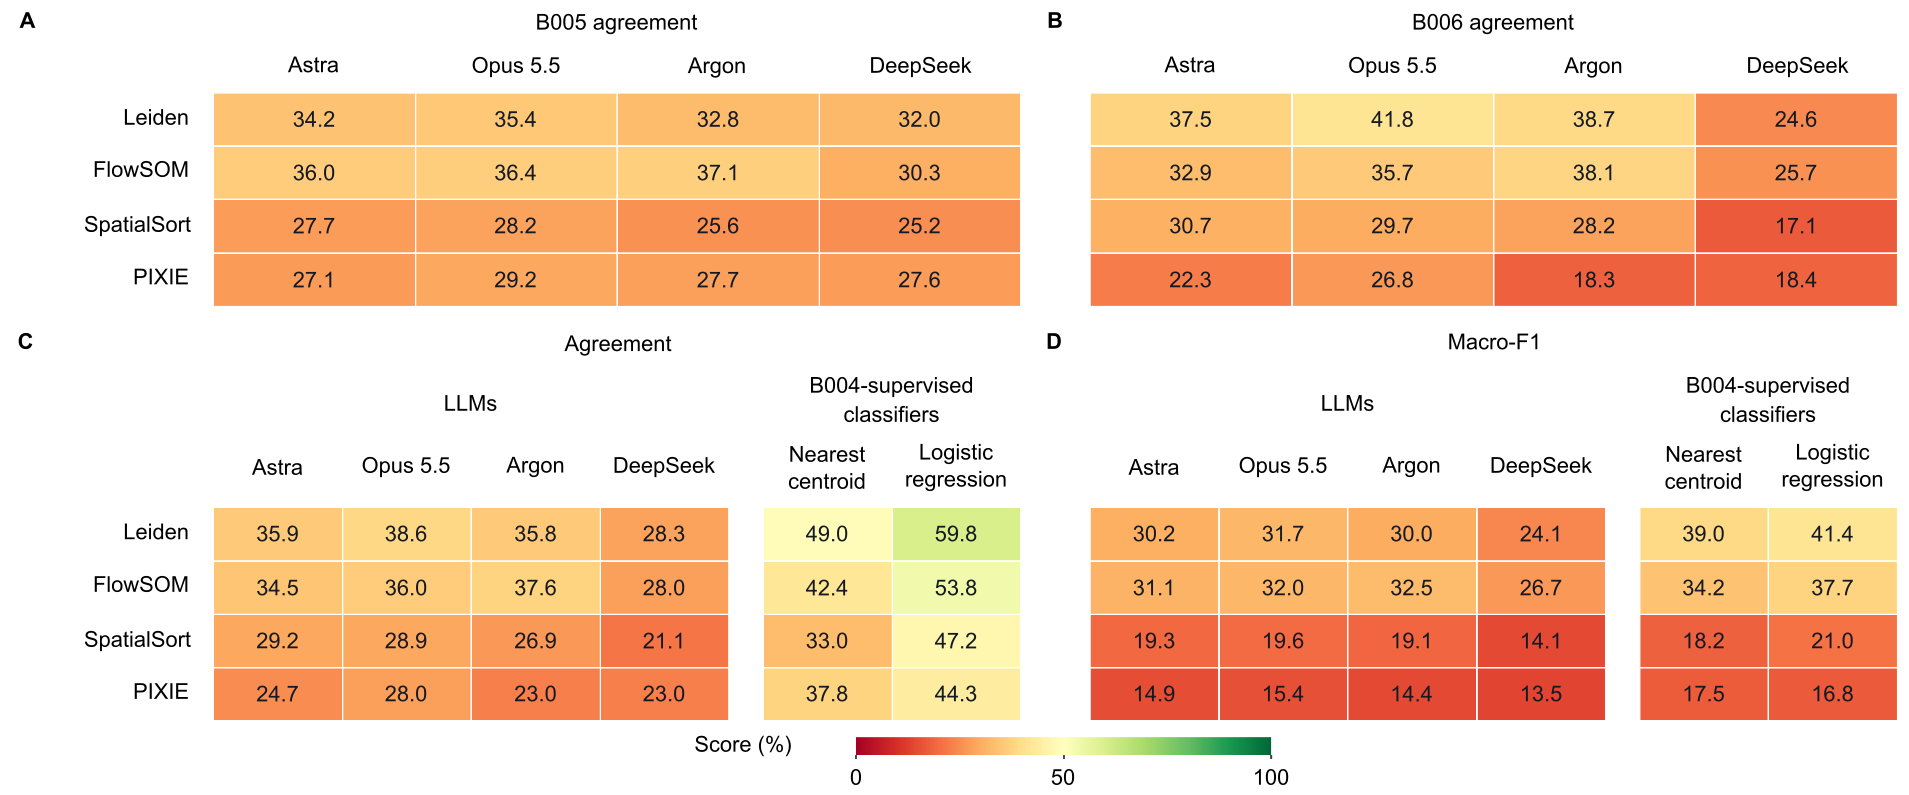 A
B005 agreement
Astra Opus 5.5 Argon DeepSeek
Leiden 34.2 35.4 32.8 32.0
FlowSOM 36.0 36.4 37.1 30.3
SpatialSort 27.7 28.2 25.6 25.2
PIXIE 27.1 29.2 27.7 27.6
B
B006 agreement
Astra Opus 5.5 Argon DeepSeek
37.5 41.8 38.7 24.6
32.9 35.7 38.1 25.7
30.7 29.7 28.2 17.1
22.3 26.8 18.3 18.4
C
Agreement
LLMs
Astra Opus 5.5 Argon DeepSeek
B004-supervised
classifiers
Nearest
centroid
Logistic
regression
Leiden 35.9 38.6 35.8 28.3 49.0 59.8
FlowSOM 34.5 36.0 37.6 28.0 42.4 53.8
SpatialSort 29.2 28.9 26.9 21.1 33.0 47.2
PIXIE 24.7 28.0 23.0 23.0 37.8 44.3
D
Macro-F1
LLMs
Astra Opus 5.5 Argon DeepSeek
B004-supervised
classifiers
Nearest
centroid
Logistic
regression
30.2 31.7 30.0 24.1 39.0 41.4
31.1 32.0 32.5 26.7 34.2 37.7
19.3 19.6 19.1 14.1 18.2 21.0
14.9 15.4 14.4 13.5 17.5 16.8
Score (%)
0 50 100